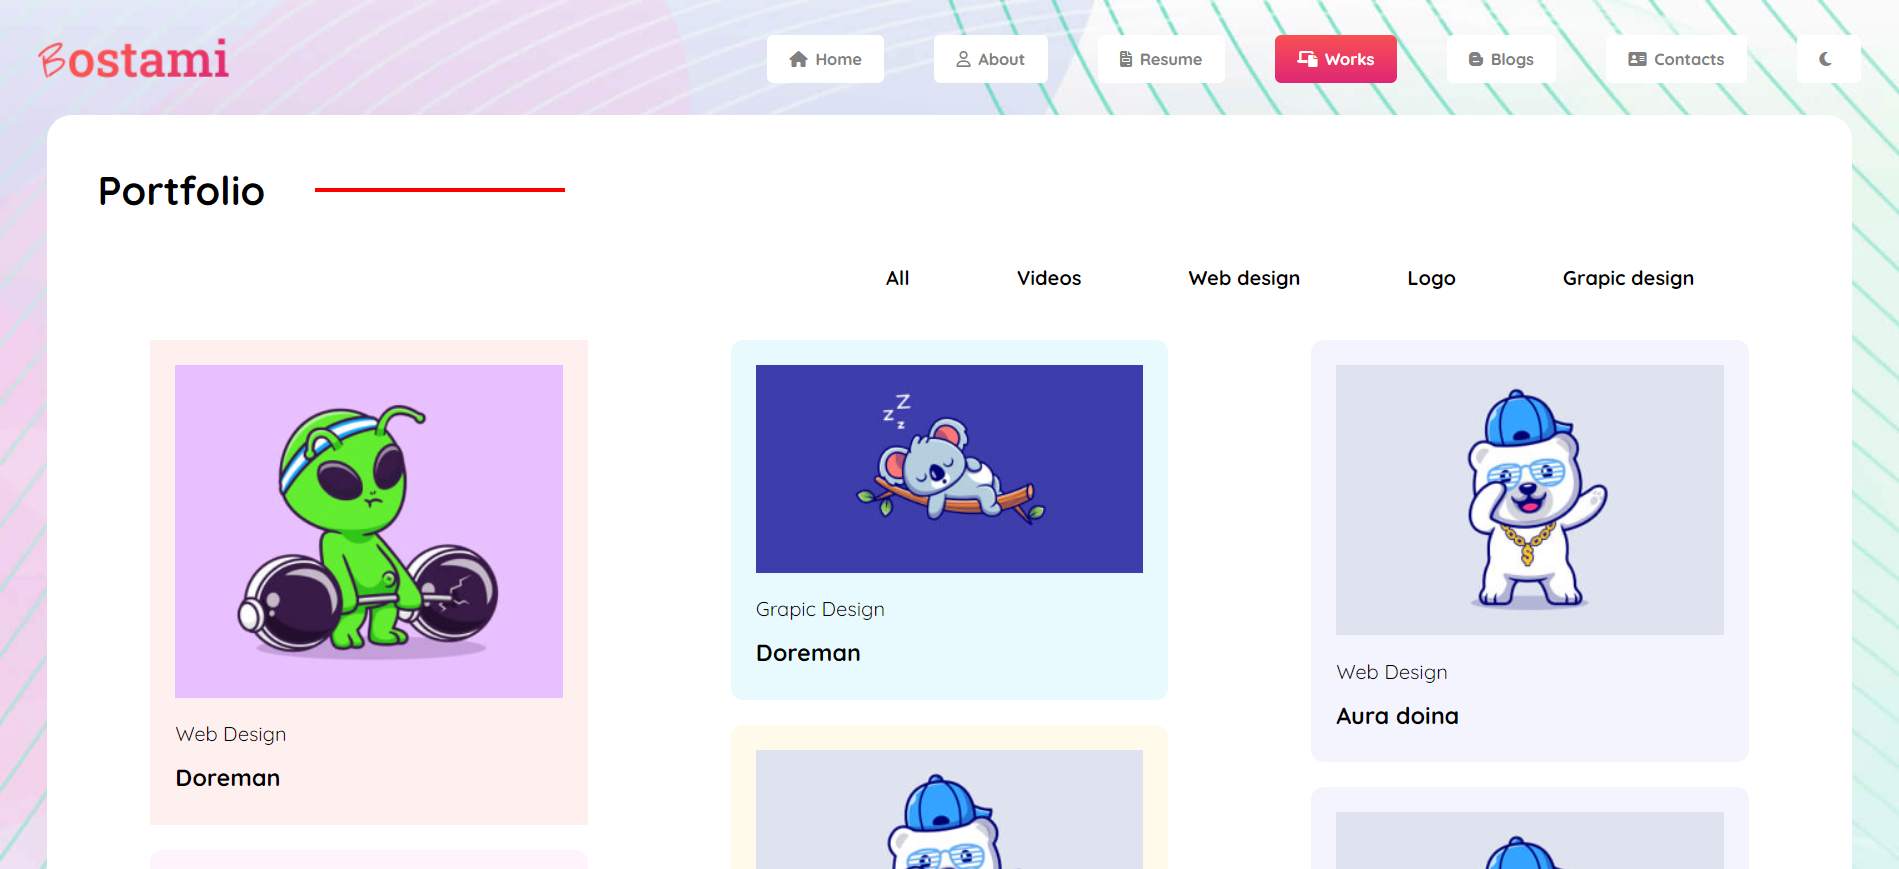 Bostami
Home
About
Resume
Works
Blogs
Contacts
Portfolio
All
Videos
Web design
Logo
Grapic design
Web Design
Doreman
z Z
z
Grapic Design
Doreman
$
Web Design
Aura doina